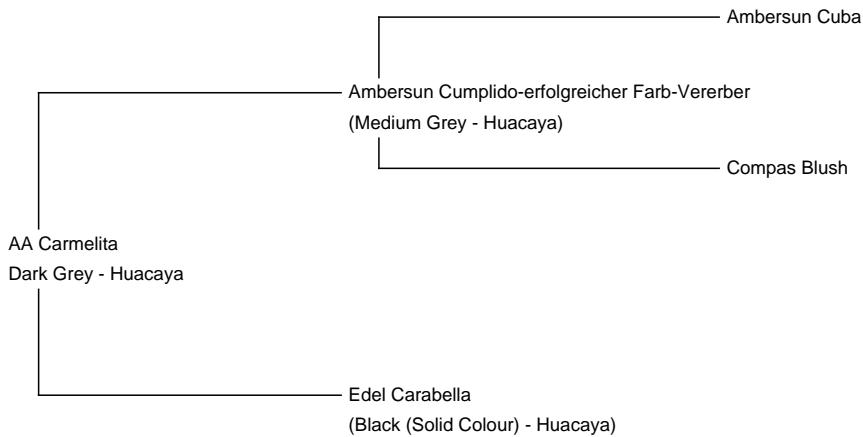 Ambersun Cuba
Ambersun Cumplido-erfolgreicher Farb-Vererber
(Medium Grey - Huacaya)
Compas Blush
AA Carmelita
Dark Grey - Huacaya
Edel Carabella
(Black (Solid Colour) - Huacaya)